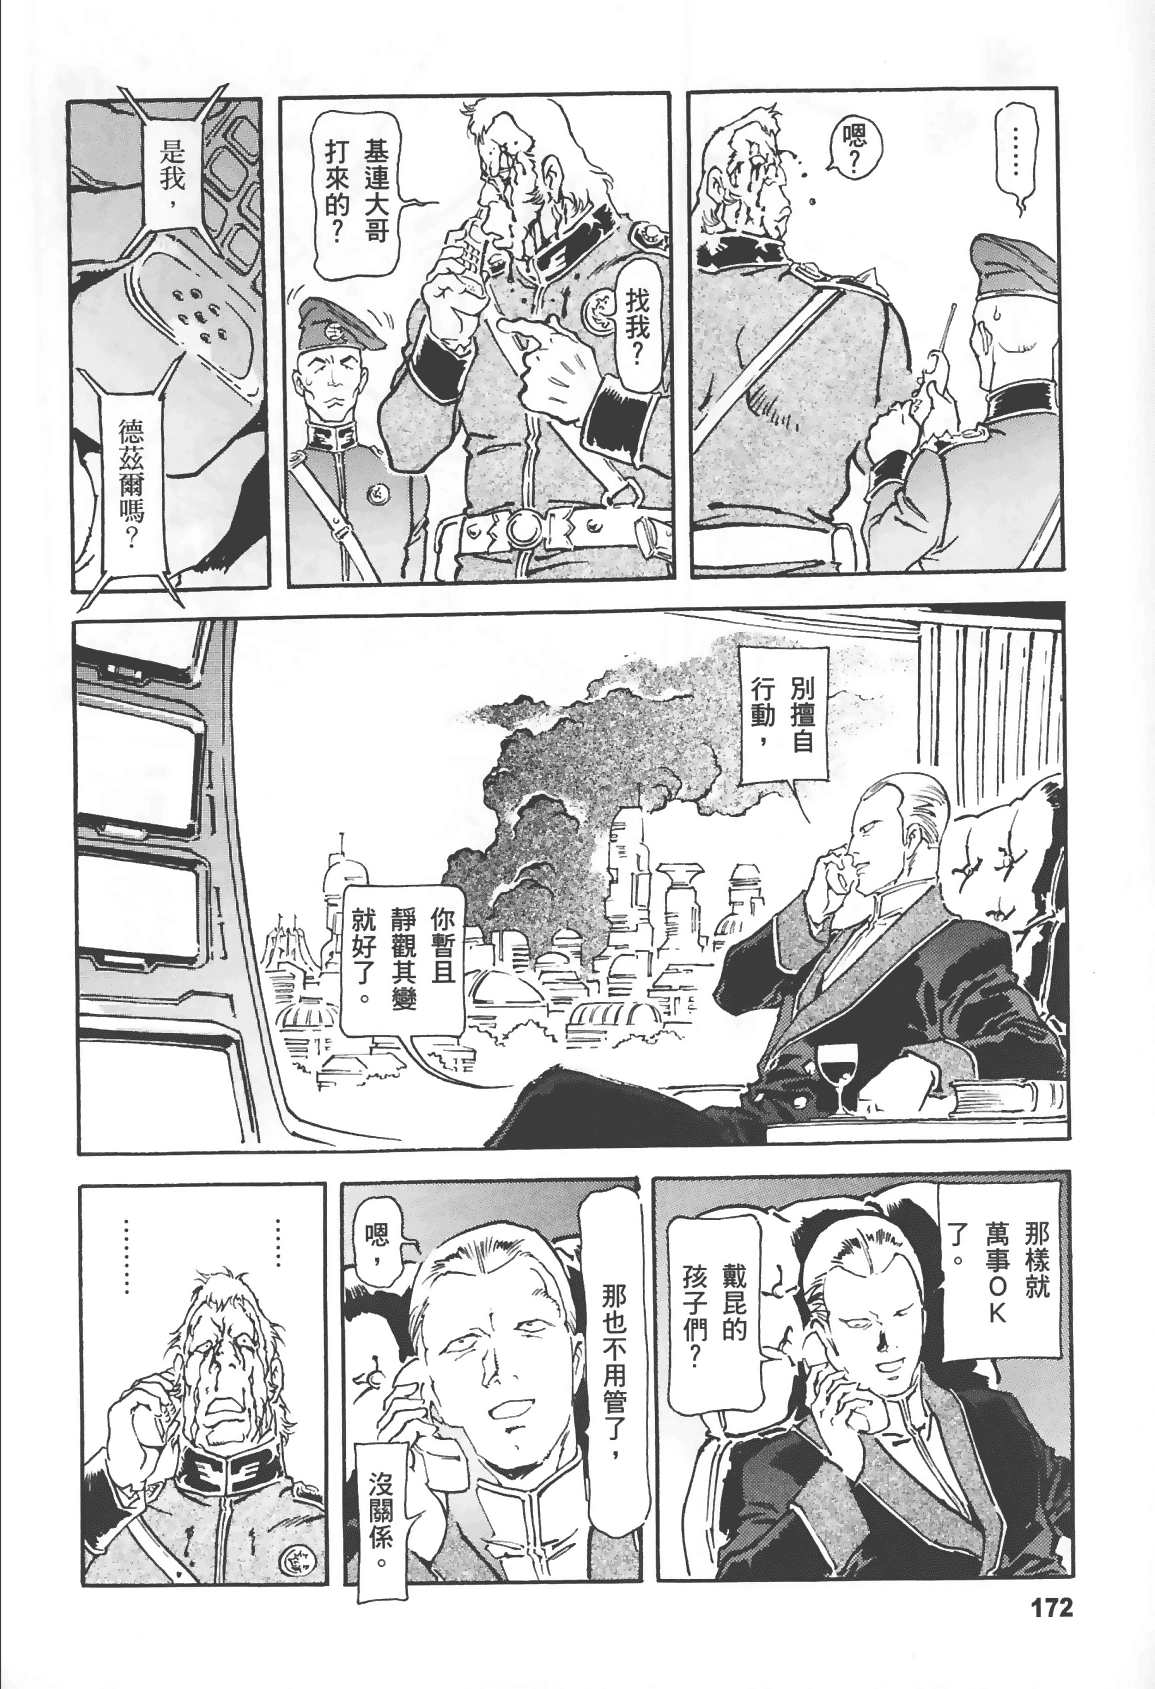 ……
嗯？
找我？
基連大哥
打來的？
是我，
德茲爾嗎？
別擅自
行動，
你暫且
靜觀其變
就好了。
那樣就
萬事ＯＫ
了。
戴昆的
孩子們？
那也不用管了，
嗯，
沒關係。
……
………
172